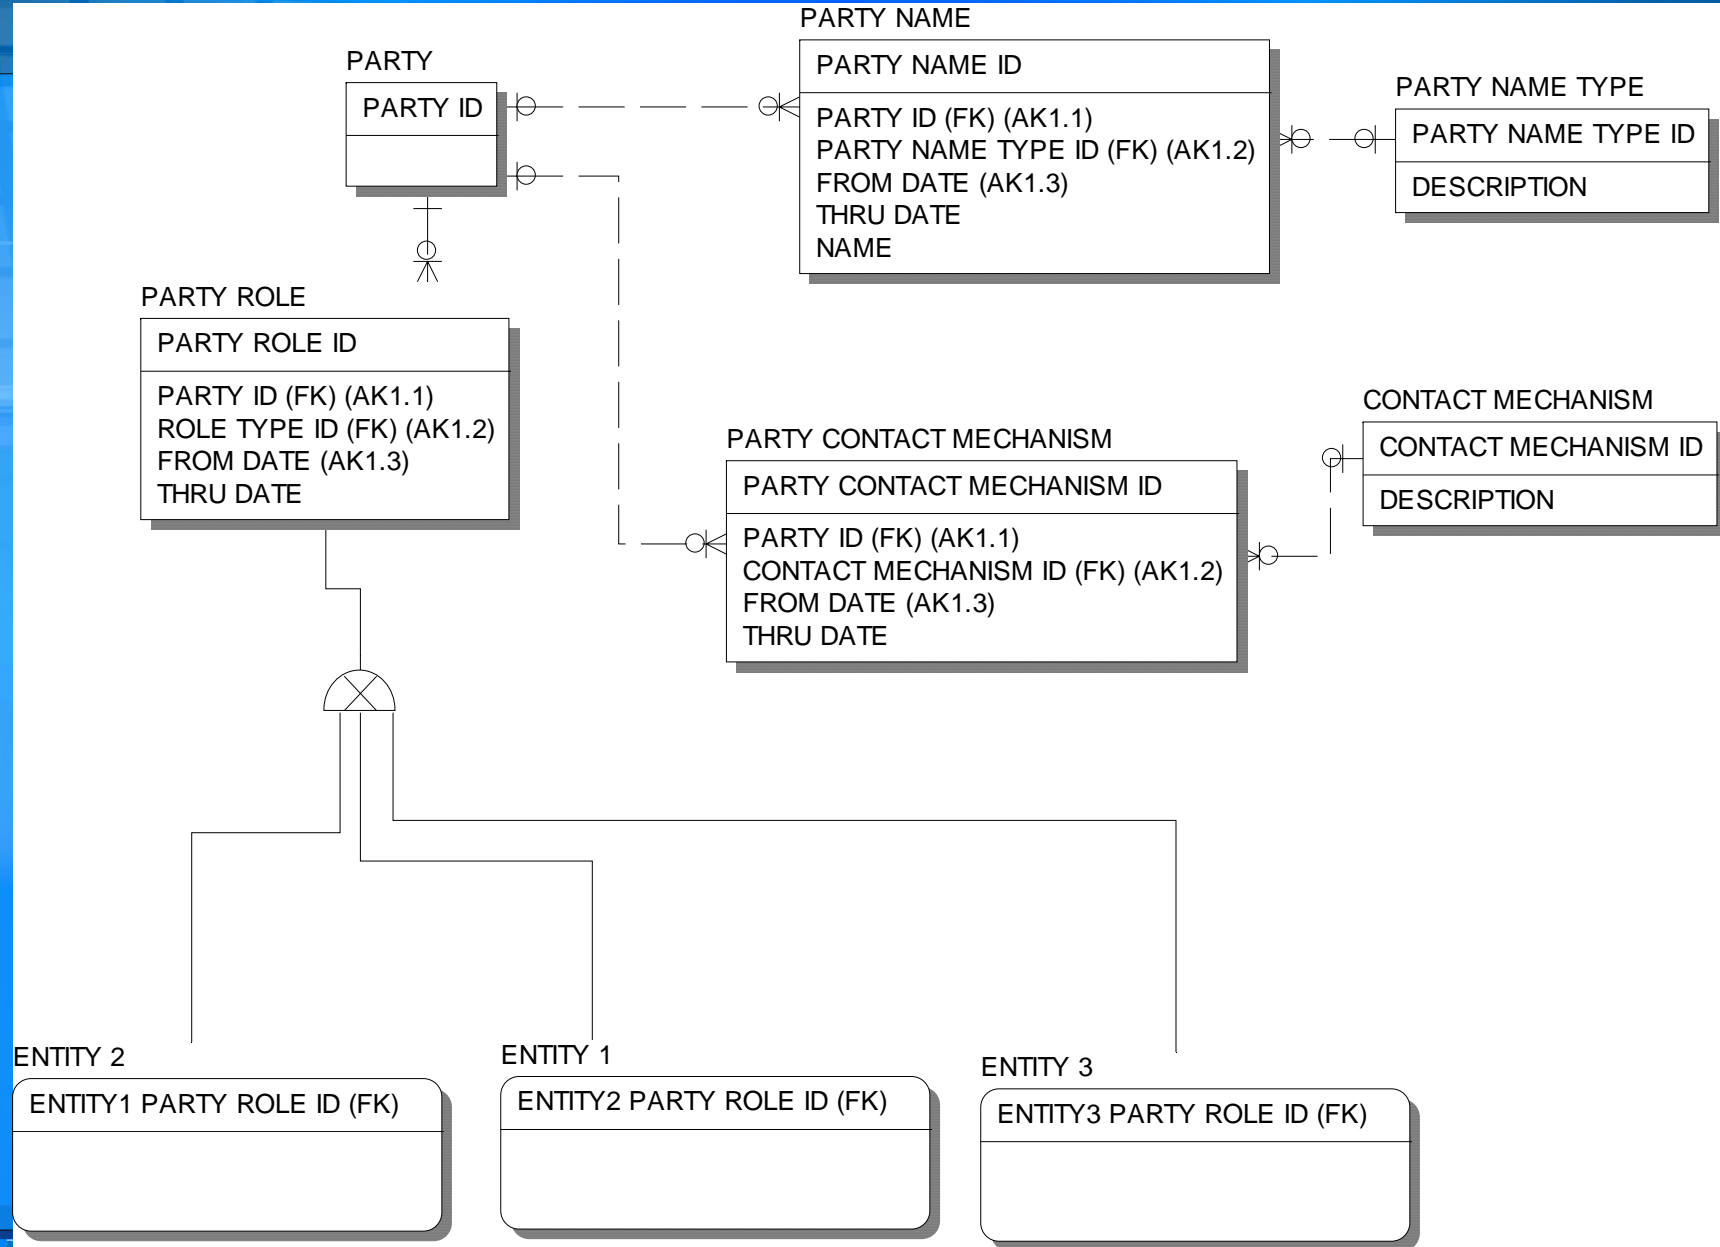 PARTY NAME
PARTY NAME ID
PARTY ID (FK) (AK1.1)
PARTY NAME TYPE ID (FK) (AK1.2)
FROM DATE (AK1.3)
THRU DATE
NAME
PARTY
PARTY ID
PARTY NAME TYPE
PARTY NAME TYPE ID
DESCRIPTION
PARTY ROLE
PARTY ROLE ID
PARTY ID (FK) (AK1.1)
ROLE TYPE ID (FK) (AK1.2)
FROM DATE (AK1.3)
THRU DATE
PARTY CONTACT MECHANISM
PARTY CONTACT MECHANISM ID
PARTY ID (FK) (AK1.1)
CONTACT MECHANISM ID (FK) (AK1.2)
FROM DATE (AK1.3)
THRU DATE
CONTACT MECHANISM
CONTACT MECHANISM ID
DESCRIPTION
ENTITY 2
ENTITY1 PARTY ROLE ID (FK)
ENTITY 1
ENTITY2 PARTY ROLE ID (FK)
ENTITY 3
ENTITY3 PARTY ROLE ID (FK)